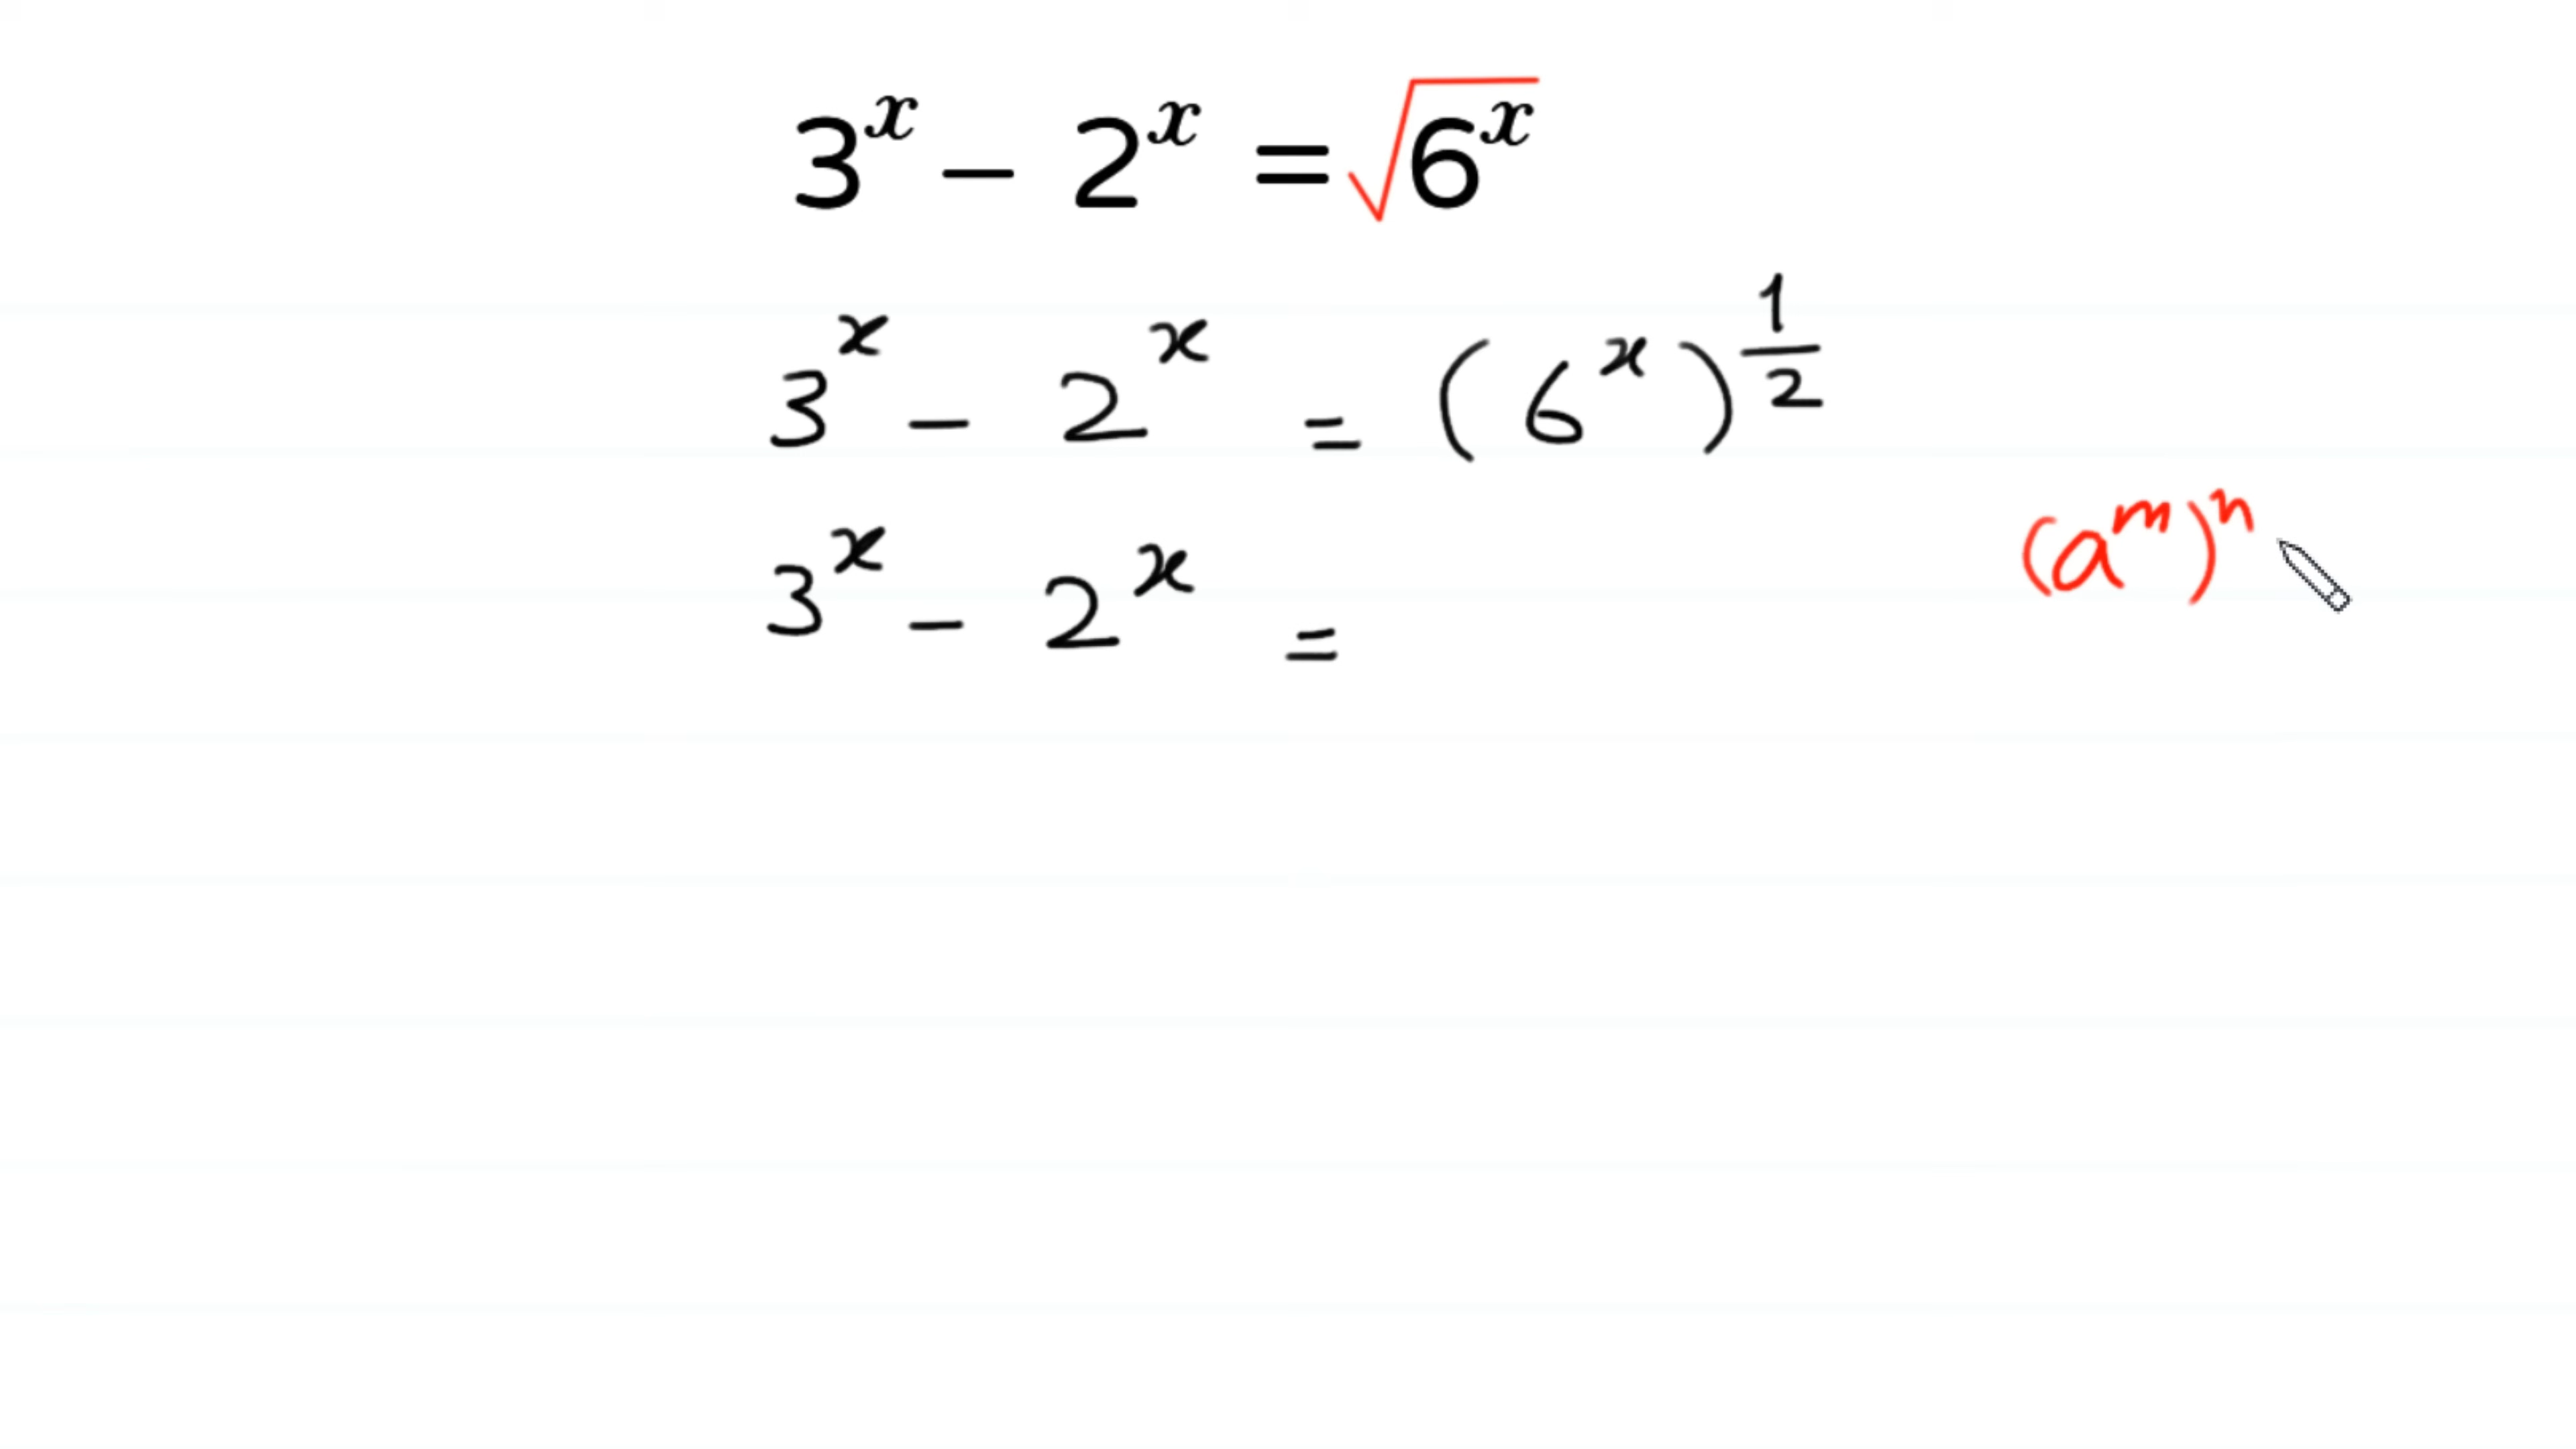 3^x − 2^x = √6^x
3^x − 2^x = (6^x)^{1/2}
(a^m)^n
3^x − 2^x =